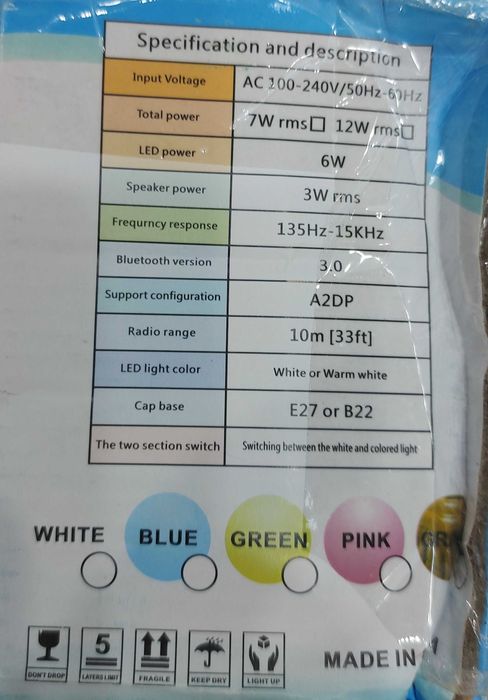 Specification and description
Input Voltage AC 100-240V/50Hz-60Hz
Total power 7W rms☐ 12W rms☐
LED power 6W
Speaker power 3W rms
Frequrncy response 135Hz-15KHz
Bluetooth version 3.0
Support configuration A2DP
Radio range 10m [33ft]
LED light color White or Warm white
Cap base E27 or B22
The two section switch Switching between the white and colored light
WHITE BLUE GREEN PINK
5
DON'T DROP LAYERS LIMIT FRAGILE KEEP DRY LIGHT UP
MADE IN